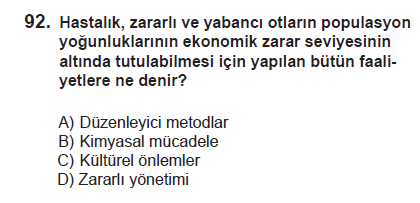 92. Hastalık, zararlı ve yabancı otların populasyon
yoğunluklarının ekonomik zarar seviyesinin
altında tutulabilmesi için yapılan bütün faali-
yetlere ne denir?
A) Düzenleyici metodlar
B) Kimyasal mücadele
C) Kültürel önlemler
D) Zararlı yönetimi